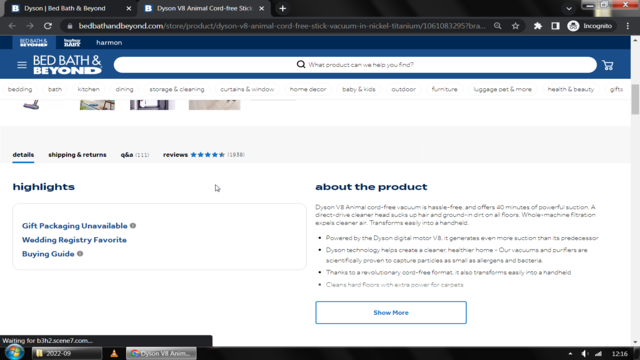 Dyson | Bed Bath & Beyond
Dyson V8 Animal Cord-free Stick
bedbathandbeyond.com/store/product/dyson-v8-animal-cord-free-stick-vacuum-in-nickel-titanium/1061083295?bra...
Incognito
BED BATH & BEYOND
harmon
BED BATH &
BEYOND
What product can we help you find?
bedding bath kitchen dining storage & cleaning curtains & window home decor baby & kids outdoor furniture luggage pet & more health & beauty gifts
details shipping & returns q&a (111) reviews (1938)
highlights
Gift Packaging Unavailable
Wedding Registry Favorite
Buying Guide
about the product
Dyson V8 Animal cord-free vacuum is hassle-free, and offers 40 minutes of powerful suction. A
direct-drive cleaner head sucks up hair and ground-in dirt on all floors. Whole-machine filtration
expels cleaner air. Transforms easily into a handheld.
Powered by the Dyson digital motor V8, it generates even more suction than its predecessor
Dyson technology helps create a cleaner, healthier home - Our vacuums and purifiers are
scientifically proven to capture particles as small as allergens and bacteria.
Thanks to a revolutionary cord-free format, it also transforms easily into a handheld
Cleans hard floors with extra power for carpets
Show More
Waiting for b3h2.scene7.com...
2022-09
Dyson V8 Anim...
12:16